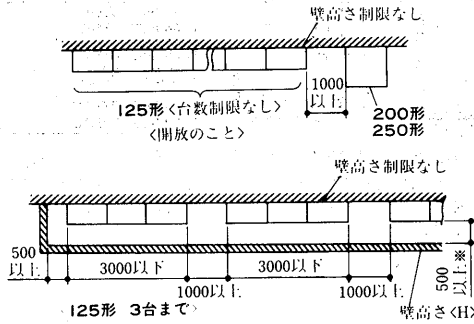 壁高さ制限なし
1000
以上
125形<台数制限なし>
<開放のこと>
200形
250形
壁高さ制限なし
500
以上
3000以下
1000以上
3000以下
1000以上
500
以上※
125形 3台まで
壁高さ<H>